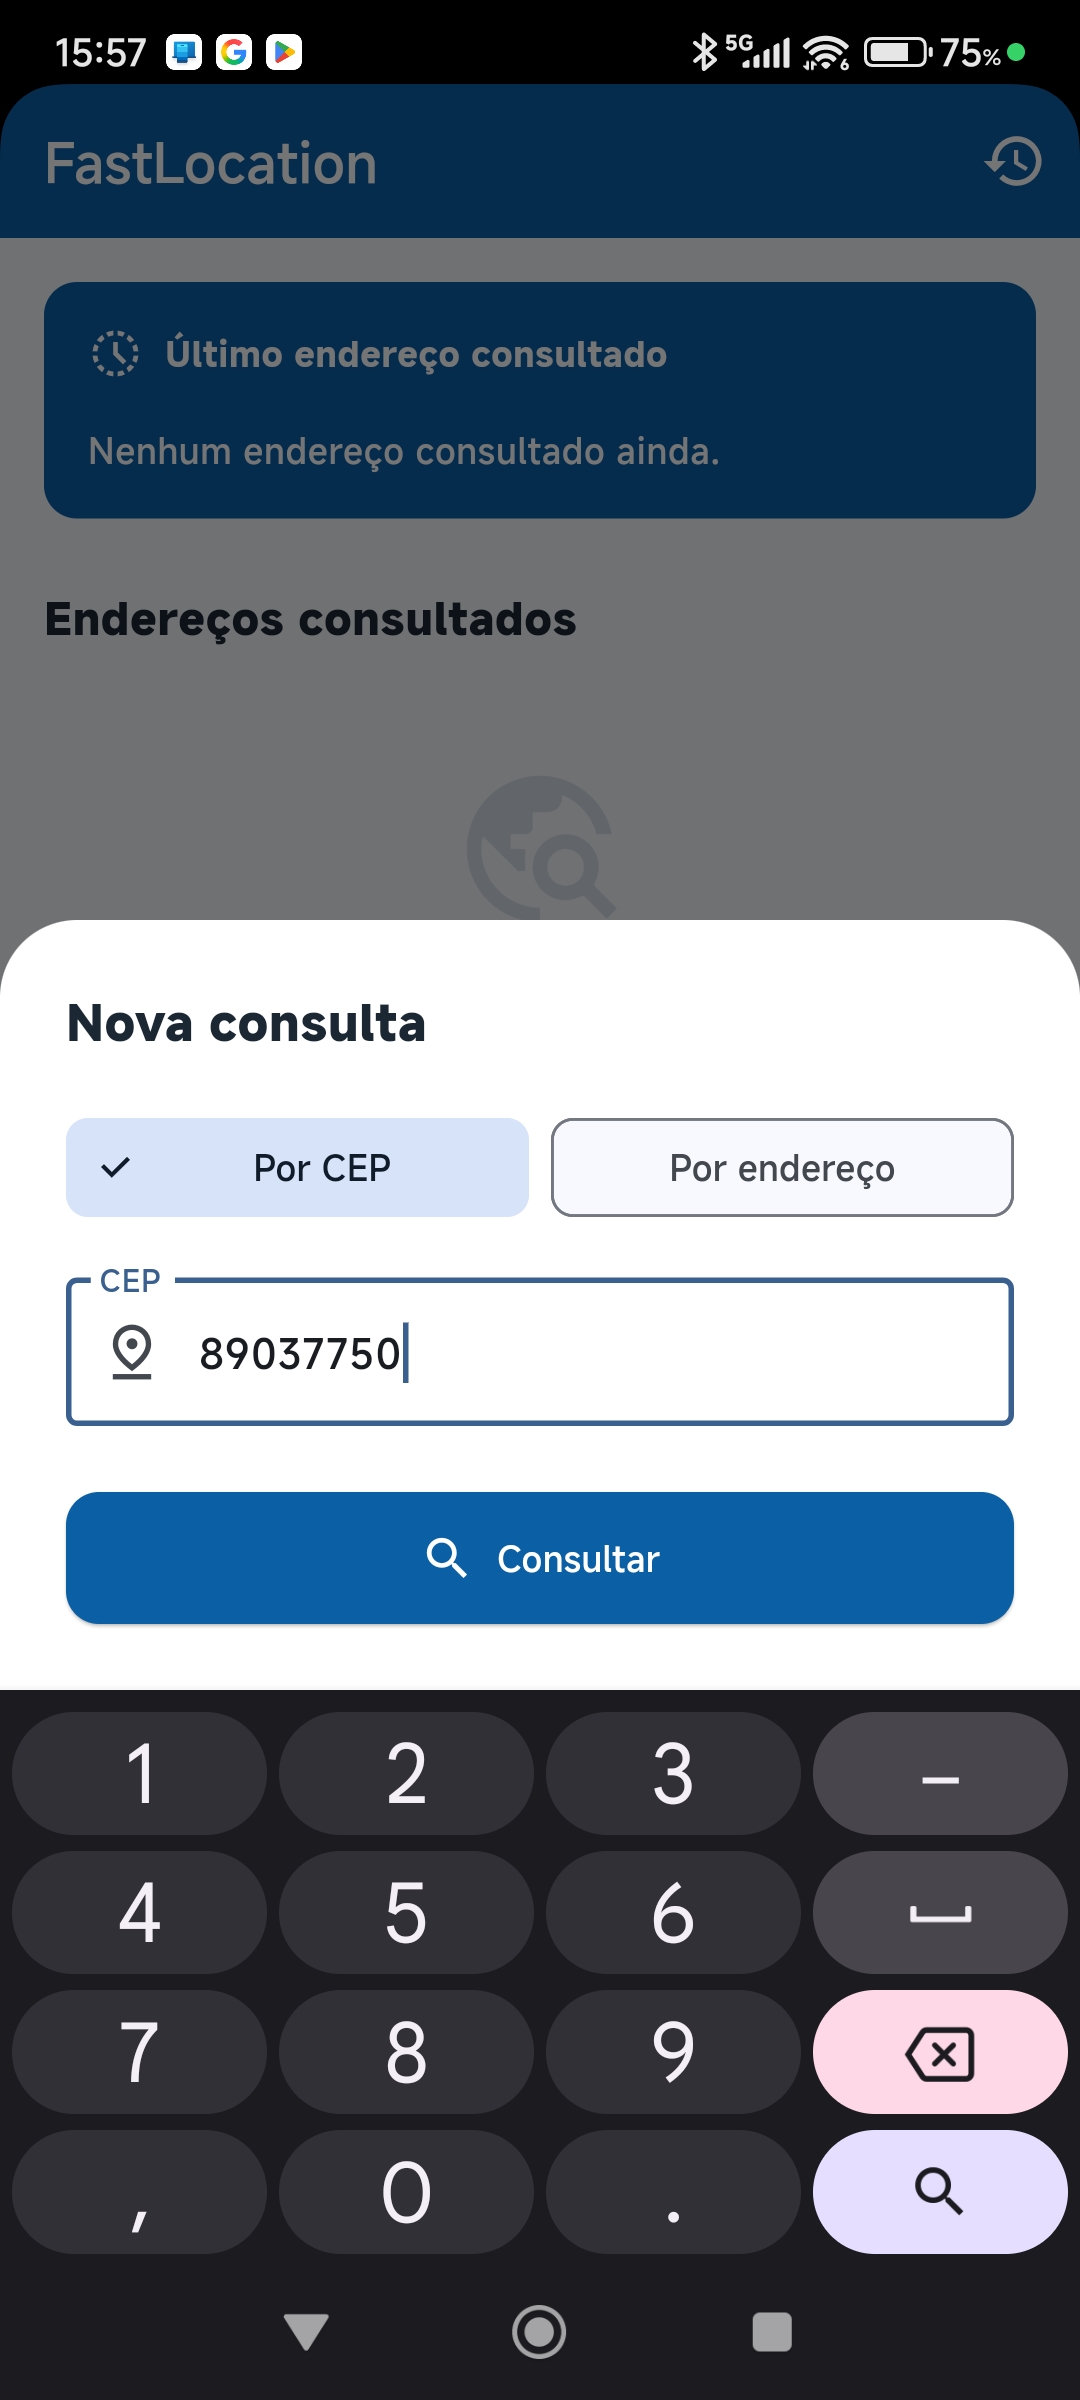 15:57 5G 6 75%
FastLocation
Último endereço consultado
Nenhum endereço consultado ainda.
Endereços consultados
Nova consulta
Por CEP Por endereço
CEP
89037750
Consultar
1 2 3 –
4 5 6
7 8 9
, 0 .